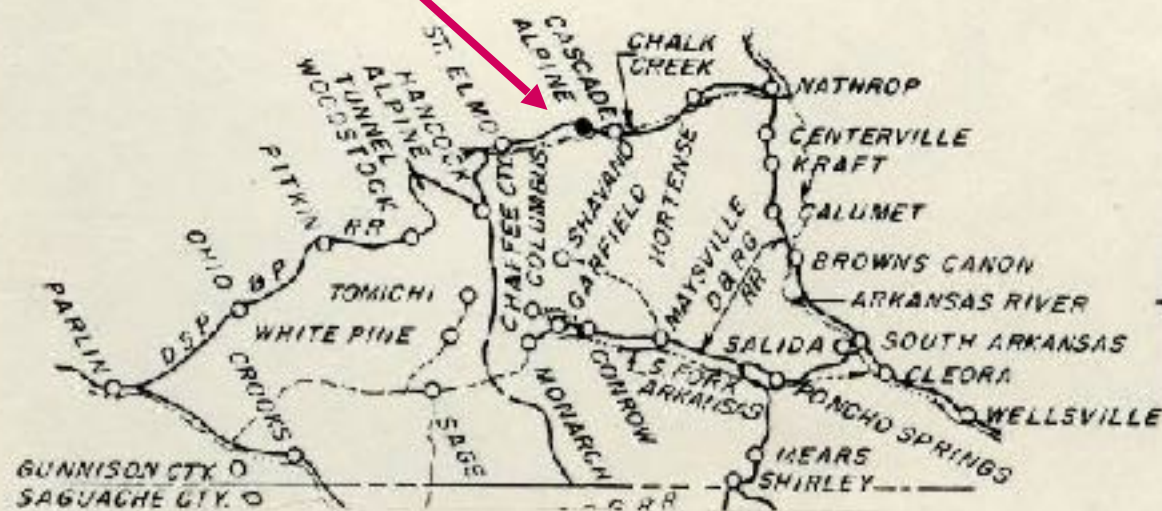 CASCADE
ALPINE
CHALK
CREEK
ST. ELMO
HANCOCK
ALPINE
TUNNEL
WOODSTOCK
NATHROP
CENTERVILLE
KRAFT
PITKIN
CHAFFEE CTY.
COLUMBUS
SHAVANO
GARFIELD
HORTENSE
CALUMET
RR
OHIO
BROWNS CANON
MAYSVILLE
D & RG
RR
TOMICHI
ARKANSAS RIVER
PARLIN
DSP & P
WHITE PINE
SALIDA
SOUTH ARKANSAS
CROOKS
S. FORK
ARKANSAS
CLEORA
MONARCH
CONROW
PONCHO SPRINGS
WELLSVILLE
SAGE
MEARS
GUNNISON CTY.
SHIRLEY
SAGUACHE CTY.